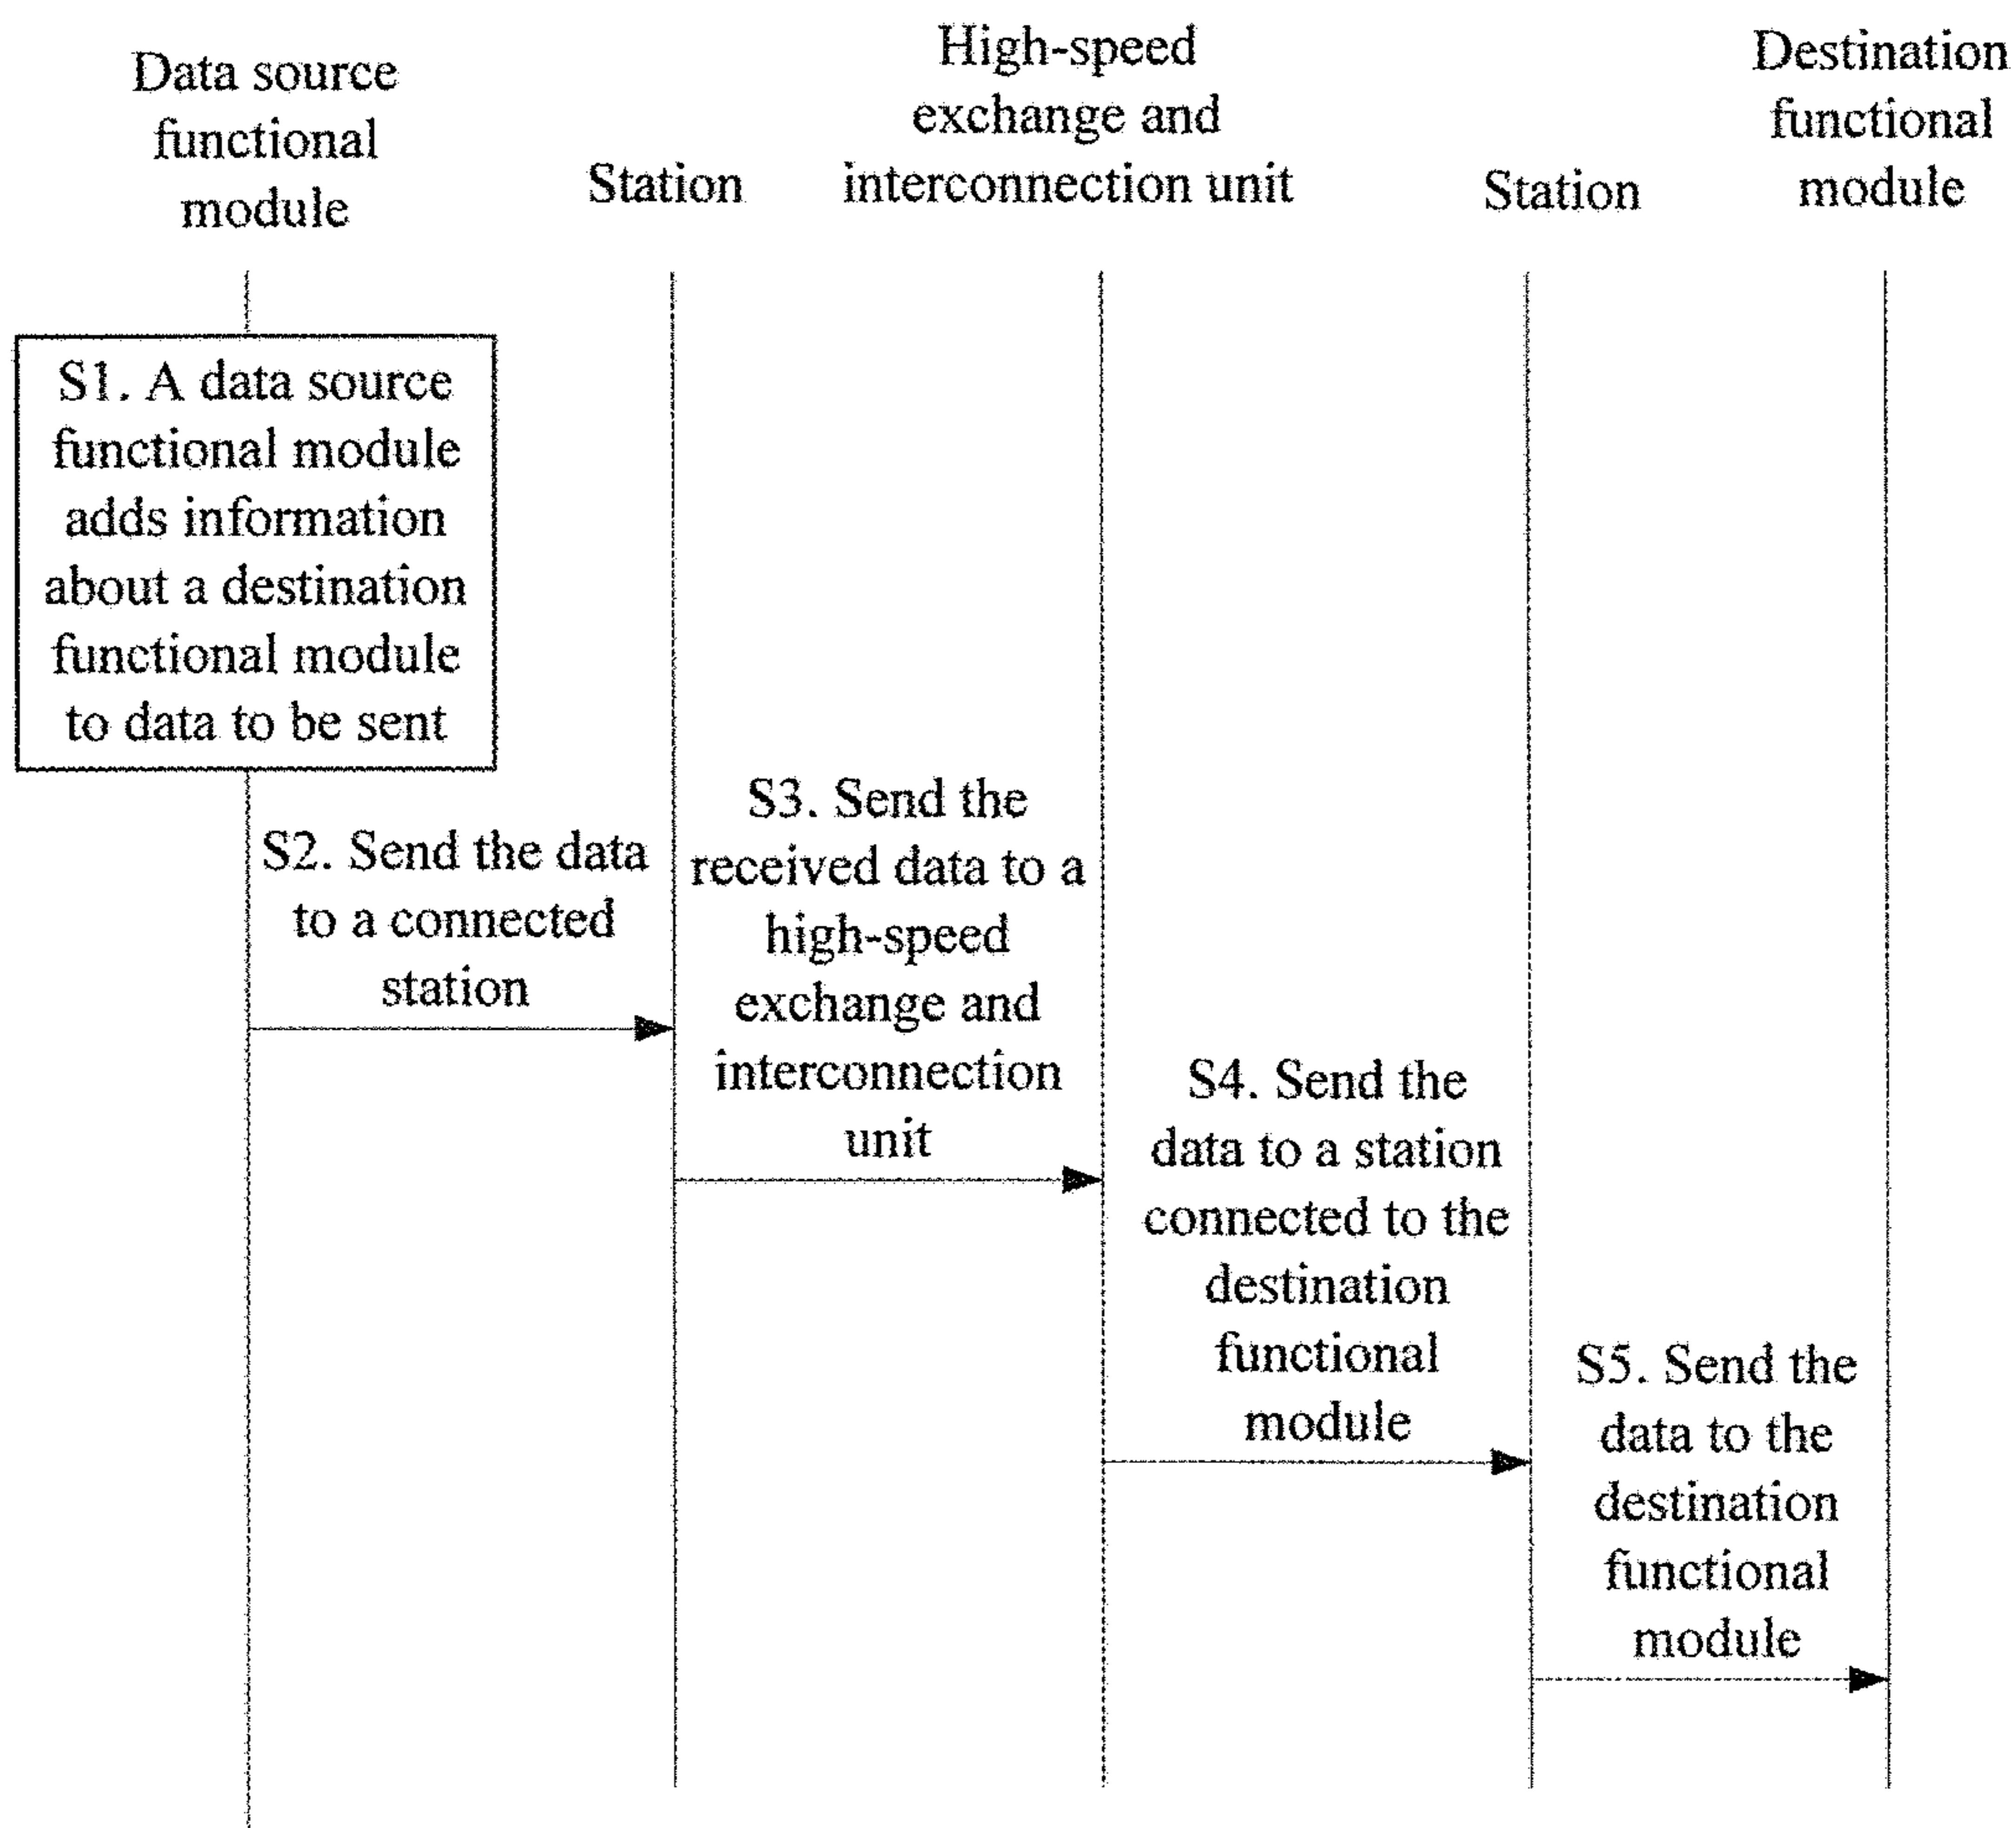 Data source
functional
module
Station
High-speed
exchange and
interconnection unit
Station
Destination
functional
module
S1. A data source
functional module
adds information
about a destination
functional module
to data to be sent
S2. Send the data
to a connected
station
S3. Send the
received data to a
high-speed
exchange and
interconnection
unit
S4. Send the
data to a station
connected to the
destination
functional
module
S5. Send the
data to the
destination
functional
module